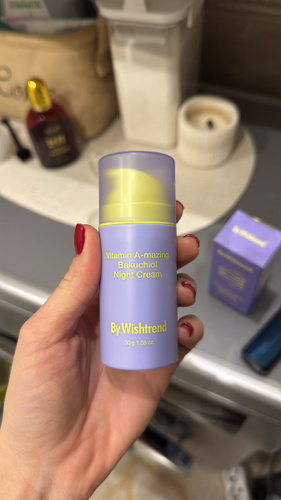 Vitamin A-mazing
Bakuchiol
Night Cream
By Wishtrend
30 g 1.05 oz.
By Wishtrend